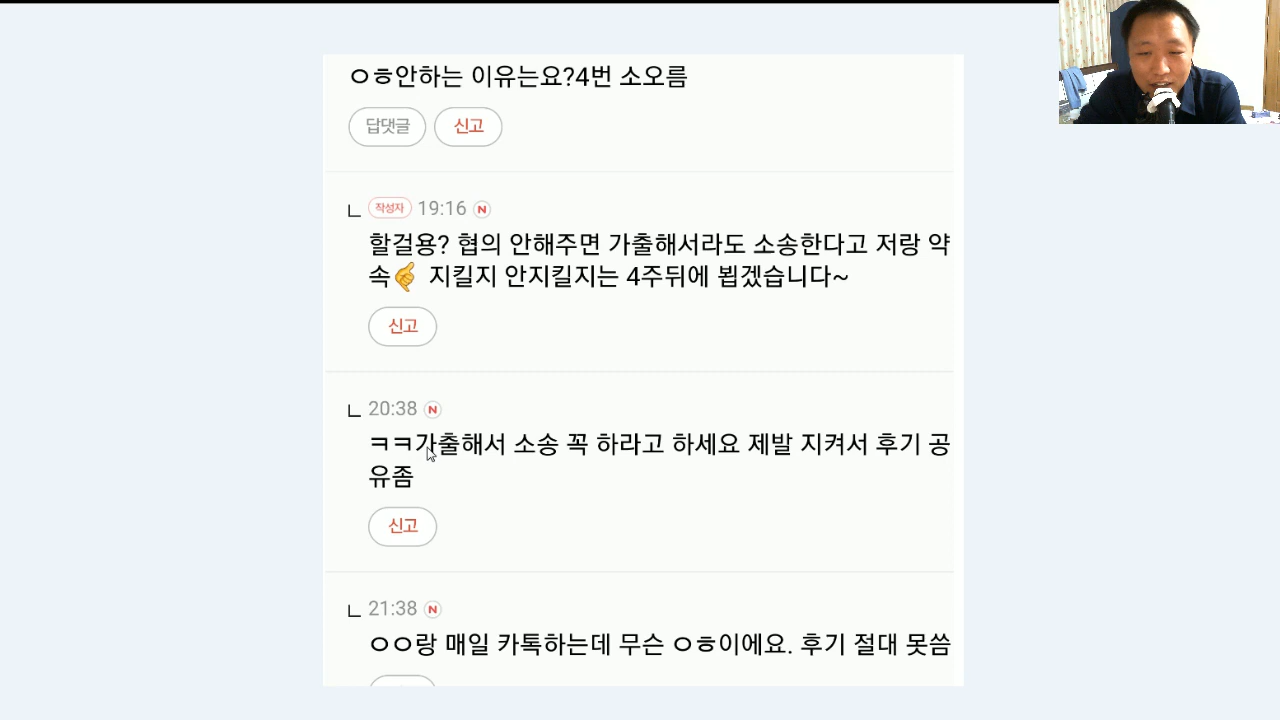 ㅇㅎ안하는 이유는요?4번 소오름
답댓글 신고
ㄴ 작성자 19:16 N
할걸용? 협의 안해주면 가출해서라도 소송한다고 저랑 약
속🤙 지킬지 안지킬지는 4주뒤에 뵙겠습니다~
신고
ㄴ 20:38 N
ㅋㅋ가출해서 소송 꼭 하라고 하세요 제발 지켜서 후기 공
유좀
신고
ㄴ 21:38 N
ㅇㅇ랑 매일 카톡하는데 무슨 ㅇㅎ이에요. 후기 절대 못씀